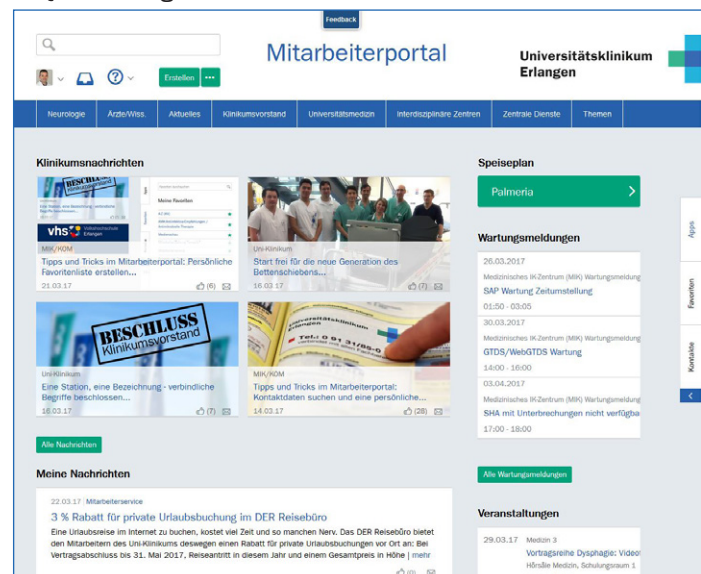 Feedback
Mitarbeiterportal
Universitätsklinikum
Erlangen
Erstellen
Neurologie
Ärzte/Wiss.
Aktuelles
Klinikumsvorstand
Universitätsmedizin
Interdisziplinäre Zentren
Zentrale Dienste
Themen
Klinikumsnachrichten
BESCHLUSS
Klinikumsvorstand
Meine Favoriten
vhs
Volkshochschule
Erlangen
MIK/KOM
Tipps und Tricks im Mitarbeiterportal: Persönliche
Favoritenliste erstellen...
21.03.17
(6)
Uni-Klinikum
Start frei für die neue Generation des
Bettenschiebens...
16.03.17
(7)
BESCHLUSS
Klinikumsvorstand
Uni-Klinikum
Eine Station, eine Bezeichnung - verbindliche
Begriffe beschlossen...
16.03.17
(7)
Universitätsklinikum
Erlangen
Tel.: 0 91 31/85-0
MIK/KOM
Tipps und Tricks im Mitarbeiterportal:
Kontaktdaten suchen und eine persönliche...
14.03.17
(28)
Alle Nachrichten
Meine Nachrichten
22.03.17 | Mitarbeiterservice
3 % Rabatt für private Urlaubsbuchung im DER Reisebüro
Eine Urlaubsreise im Internet zu buchen, kostet viel Zeit und so manchen Nerv. Das DER Reisebüro bietet
den Mitarbeitern des Uni-Klinikums deswegen einen Rabatt für private Urlaubsbuchungen vor Ort an: Bei
Vertragsabschluss bis 31. Mai 2017, Reiseantritt in diesem Jahr und einem Gesamtpreis in Höhe | mehr
(0)
Speiseplan
Palmeria
Wartungsmeldungen
26.03.2017
Medizinisches IK-Zentrum (MIK) Wartungsmeldung
SAP Wartung Zeitumstellung
01:50 - 03:05
30.03.2017
Medizinisches IK-Zentrum (MIK) Wartungsmeldung
GTDS/WebGTDS Wartung
14:00 - 16:00
03.04.2017
Medizinisches IK-Zentrum (MIK) Wartungsmeldung
SHA mit Unterbrechungen nicht verfügba
17:00 - 18:00
Alle Wartungsmeldungen
Veranstaltungen
29.03.17 Medizin 3
Vortragsreihe Dysphagie: Videof
Hörsäle Medizin, Schulungsraum 1
Apps
Favoriten
Kontakte